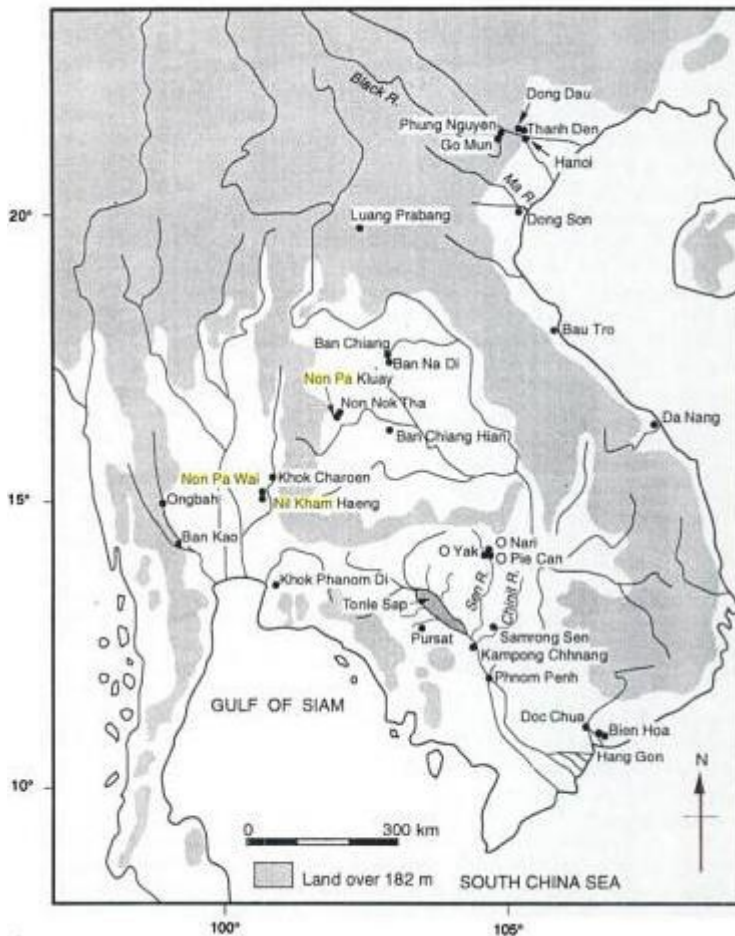 Black R.
Dong Dau
Phung Nguyen
Thanh Den
Go Mun
Hanoi
Ma R.
20°
Luang Prabang
Dong Son
Ban Chiang
Bau Tro
Ban Na Di
Non Pa Kluay
Non Nok Tha
Da Nang
Ban Chiang Hian
Non Pa Wai
Khok Charoen
15°
Ongbah
Nil Kham Haeng
Ban Kao
O Nari
O Yak
O Pie Can
Khok Phanom Di
Sen R.
Chinit R.
Tonle Sap
Pursat
Samrong Sen
Kampong Chhnang
Phnom Penh
GULF OF SIAM
Doc Chua
Bien Hoa
Hang Gon
N
10°
0
300 km
Land over 182 m
SOUTH CHINA SEA
100°
105°